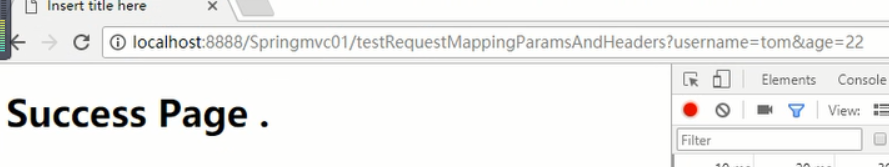 Insert title here
localhost:8888/Springmvc01/testRequestMappingParamsAndHeaders?username=tom&age=22
Elements Console
Success Page .
View:
Filter